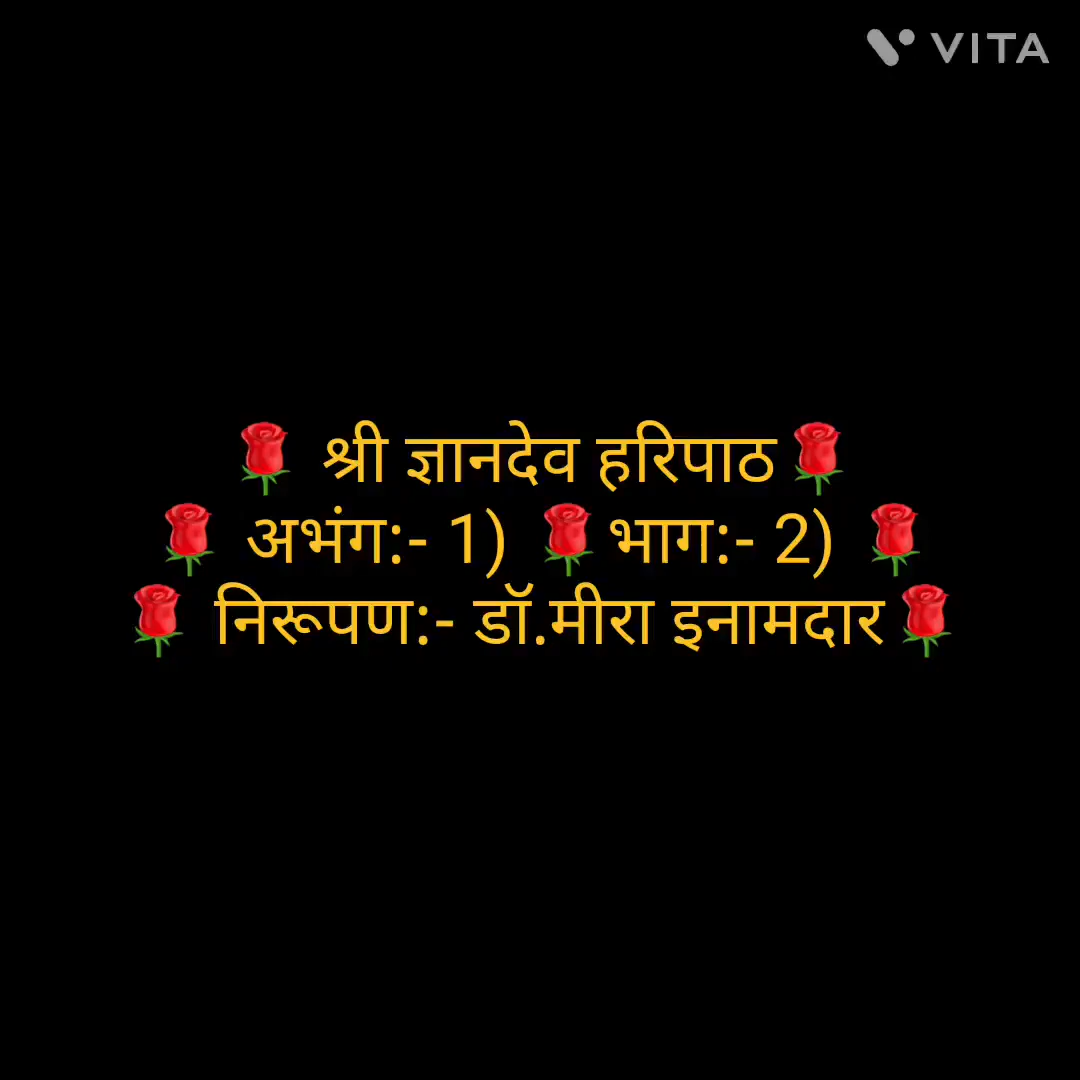 VITA
🌹 श्री ज्ञानदेव हरिपाठ🌹
🌹 अभंग:- 1) 🌹भाग:- 2) 🌹
🌹 निरूपण:- डॉ.मीरा इनामदार🌹